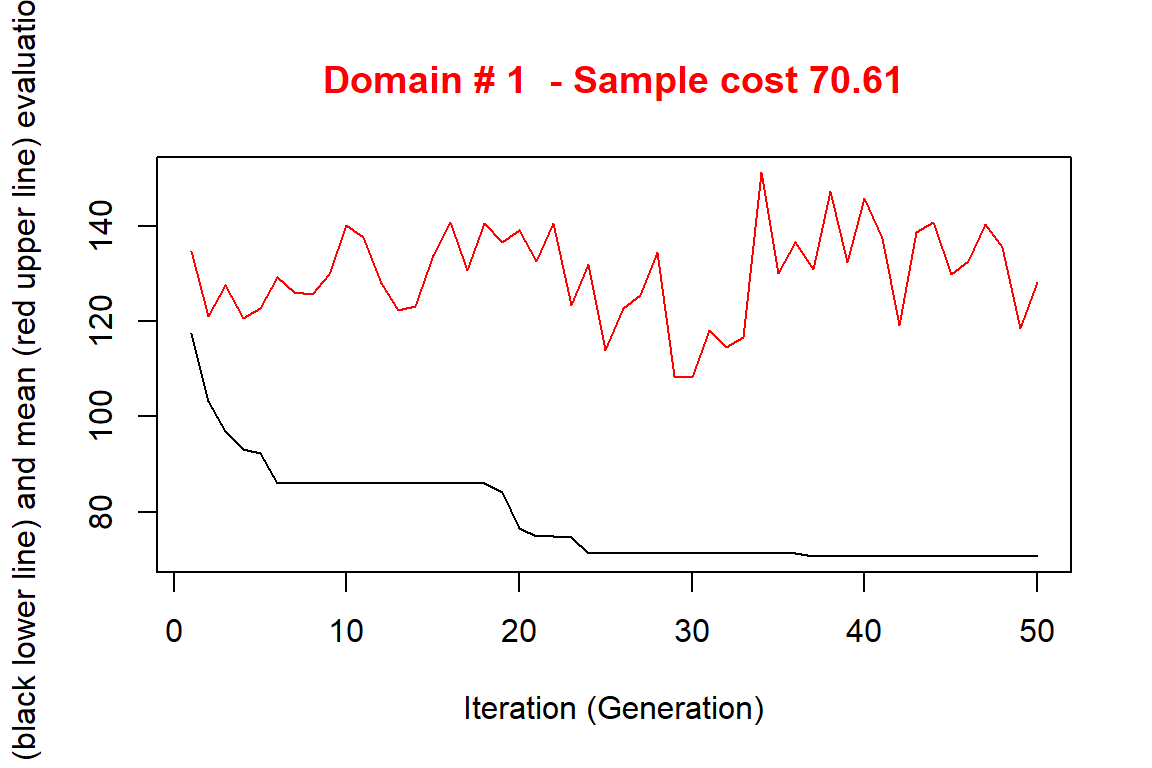 Domain # 1  - Sample cost 70.61
(black lower line) and mean (red upper line) evaluatio
140
120
100
80
0 10 20 30 40 50
Iteration (Generation)